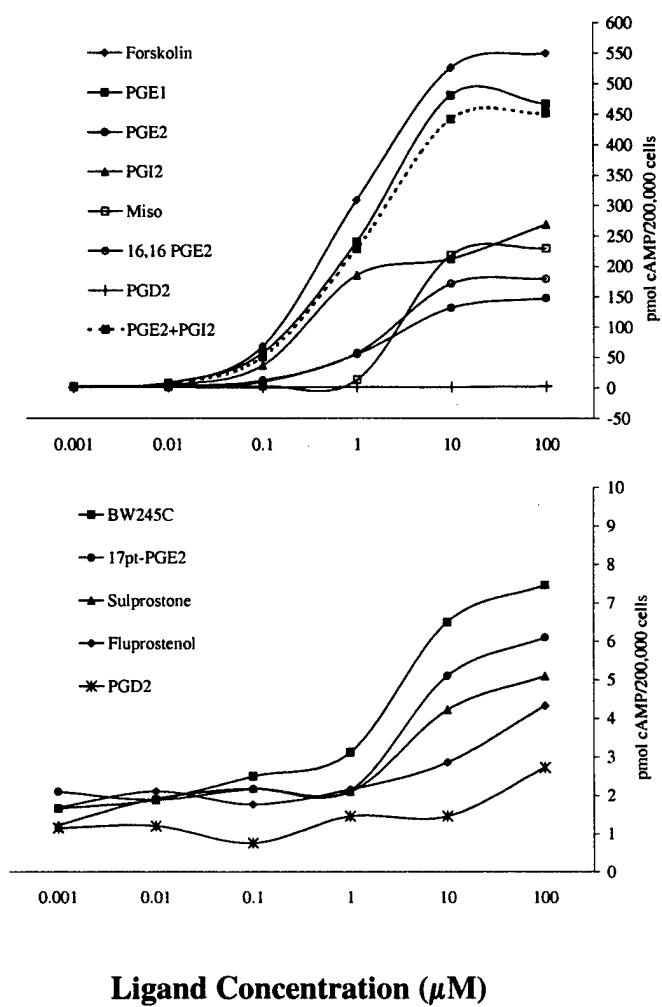 Forskolin
PGE1
PGE2
PGI2
Miso
16,16 PGE2
PGD2
PGE2+PGI2
600
550
500
450
400
350
300
250
200
150
100
50
0
-50
pmol cAMP/200,000 cells
0.001 0.01 0.1 1 10 100
BW245C
17pt-PGE2
Sulprostone
Fluprostenol
PGD2
10
9
8
7
6
5
4
3
2
1
0
pmol cAMP/200,000 cells
0.001 0.01 0.1 1 10 100
Ligand Concentration (μM)